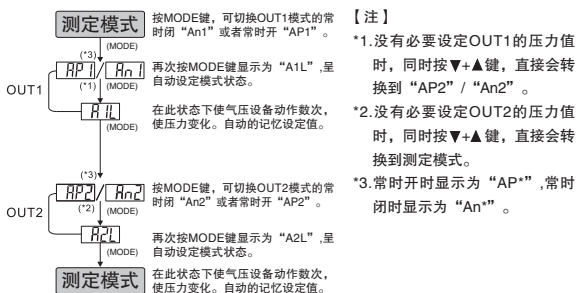 测定模式
按MODE键，可切换OUT1模式的常
时闭“An1”或者常时开“AP1”。
(*3)
(MODE)
AP1 / An1
OUT1
(*1)
(MODE)
再次按MODE键显示为“A1L”,呈
自动设定模式状态。
A1L
(MODE)
在此状态下使气压设备动作数次，
使压力变化。自动的记忆设定值。
(*3)
AP2 / An2
OUT2
(*2)
(MODE)
按MODE键，可切换OUT2模式的常
时闭“An2”或者常时开“AP2”。
A2L
(MODE)
再次按MODE键显示为“A2L”,呈
自动设定模式状态。
测定模式
在此状态下使气压设备动作数次，
使压力变化。自动的记忆设定值。
【注】
*1.没有必要设定OUT1的压力值
时，同时按▼+▲键，直接会转
换到“AP2”/“An2”。
*2.没有必要设定OUT2的压力值
时，同时按▼+▲键，直接会转
换到测定模式。
*3.常时开时显示为“AP*”,常时
闭时显示为“An*”。